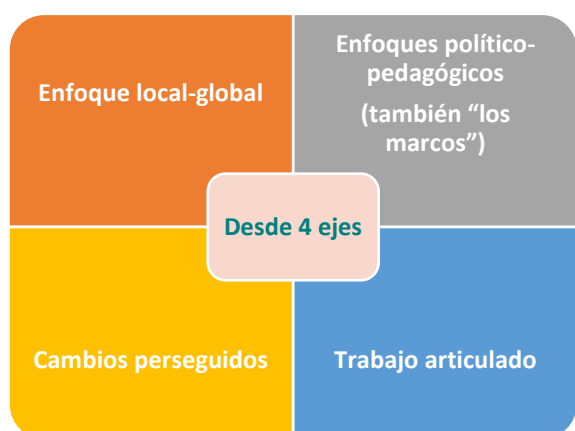 Enfoque local-global
Enfoques político-
pedagógicos
(también “los
marcos”)
Desde 4 ejes
Cambios perseguidos
Trabajo articulado